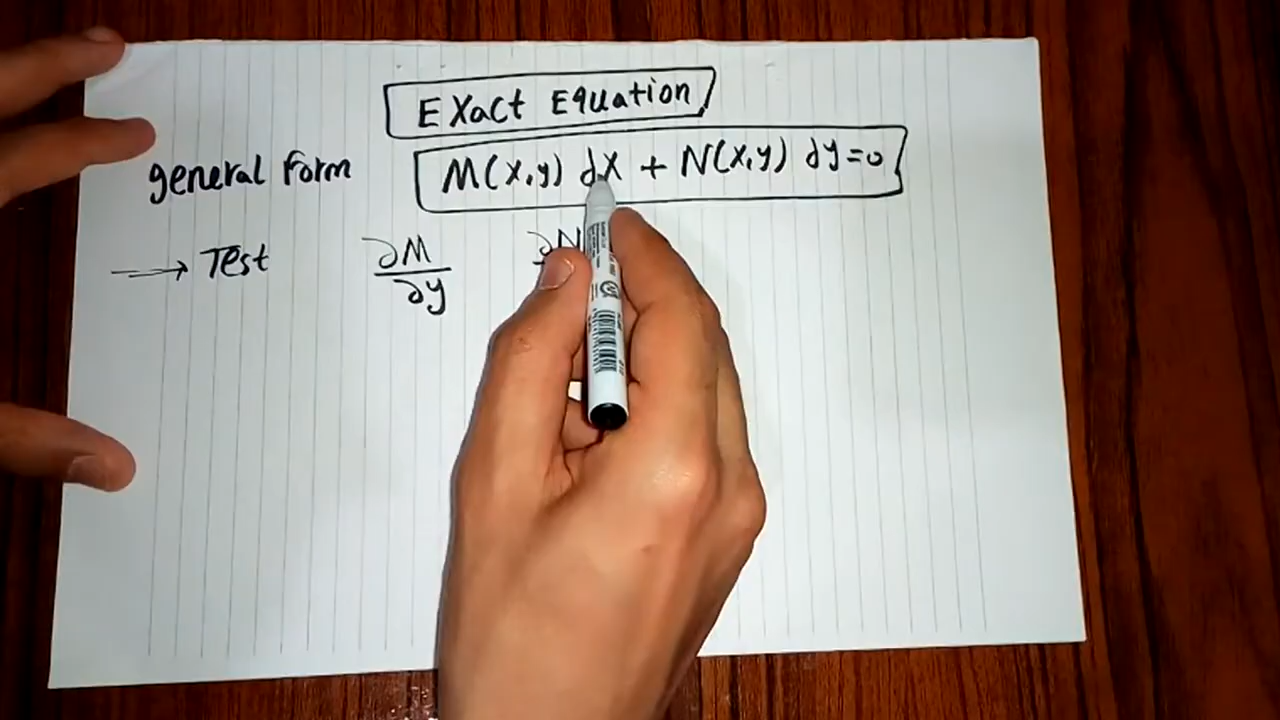 EXact Equation
general form M(x,y) dx + N(x,y) dy = 0
Test ∂M/∂y ∂N